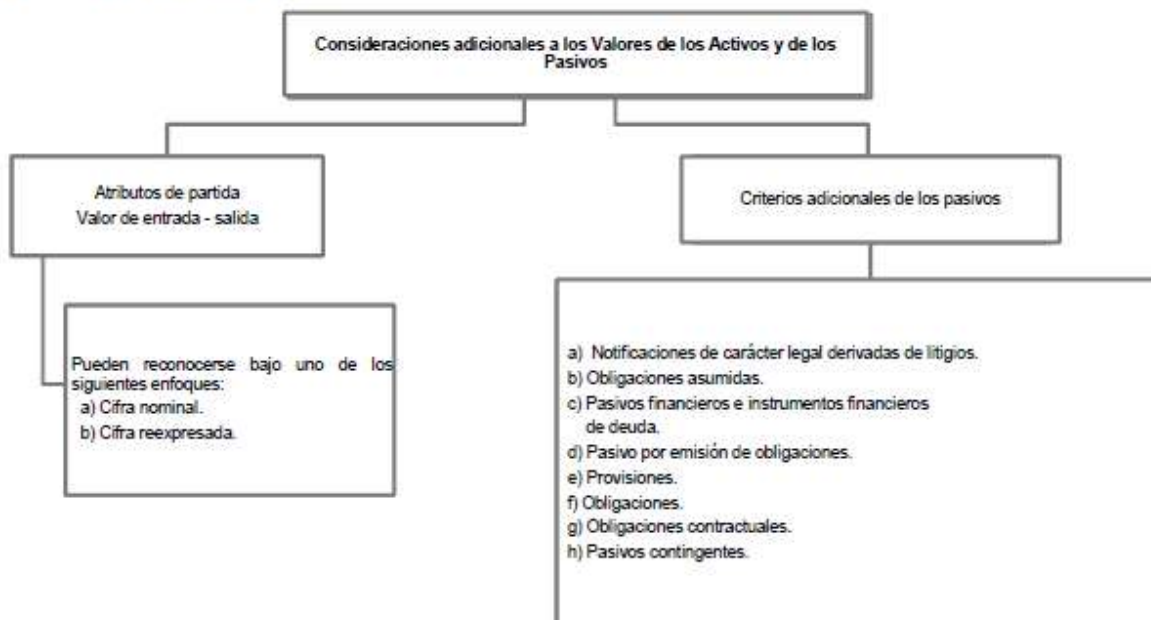 Consideraciones adicionales a los Valores de los Activos y de los
Pasivos
Atributos de partida
Valor de entrada - salida
Criterios adicionales de los pasivos
Pueden reconocerse bajo uno de los
siguientes enfoques:
a) Cifra nominal.
b) Cifra reexpresada.
a) Notificaciones de carácter legal derivadas de litigios.
b) Obligaciones asumidas.
c) Pasivos financieros e instrumentos financieros
de deuda.
d) Pasivo por emisión de obligaciones.
e) Provisiones.
f) Obligaciones.
g) Obligaciones contractuales.
h) Pasivos contingentes.